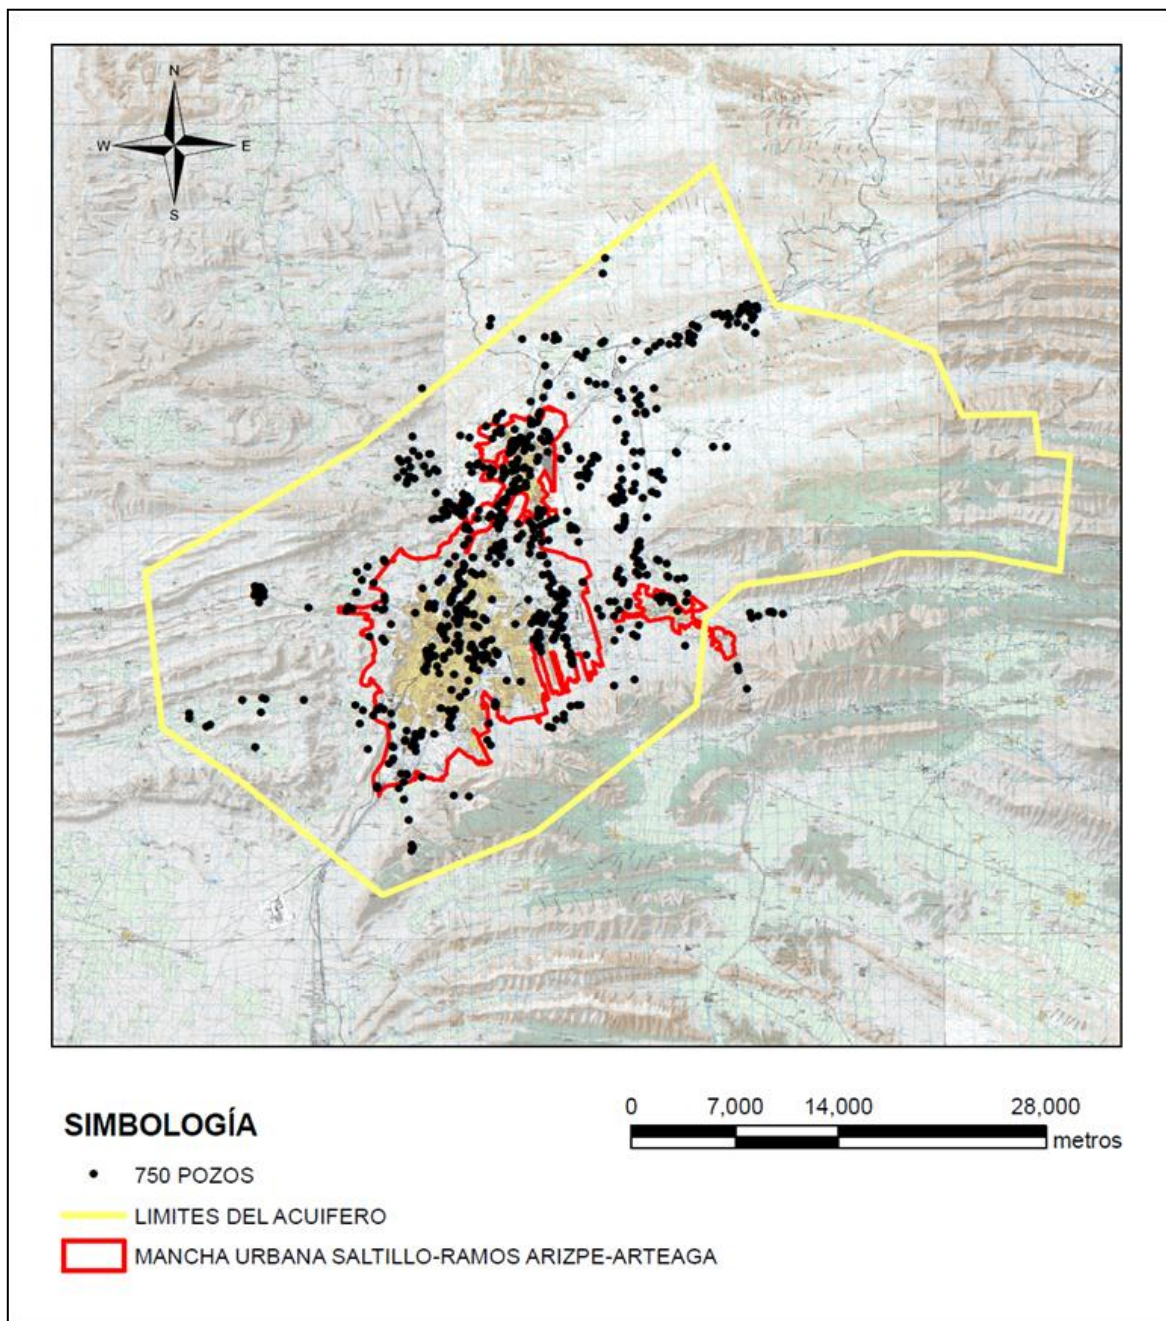 N
W E
S
SIMBOLOGÍA
0 7,000 14,000 28,000
metros
750 POZOS
LIMITES DEL ACUIFERO
MANCHA URBANA SALTILLO-RAMOS ARIZPE-ARTEAGA